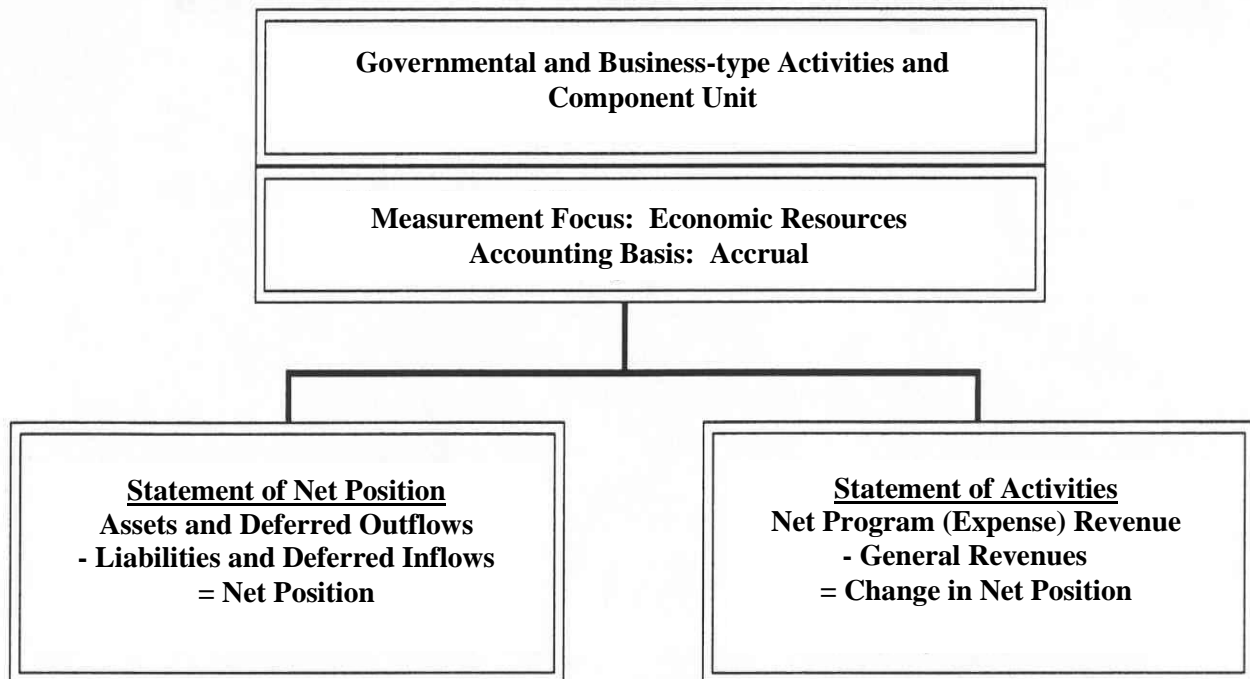 Governmental and Business-type Activities and
Component Unit
Measurement Focus: Economic Resources
Accounting Basis: Accrual
Statement of Net Position
Assets and Deferred Outflows
- Liabilities and Deferred Inflows
= Net Position
Statement of Activities
Net Program (Expense) Revenue
- General Revenues
= Change in Net Position